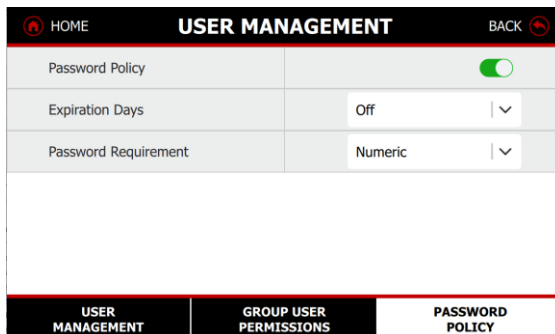 HOME USER MANAGEMENT BACK
Password Policy
Expiration Days Off
Password Requirement Numeric
USER MANAGEMENT
GROUP USER PERMISSIONS
PASSWORD POLICY